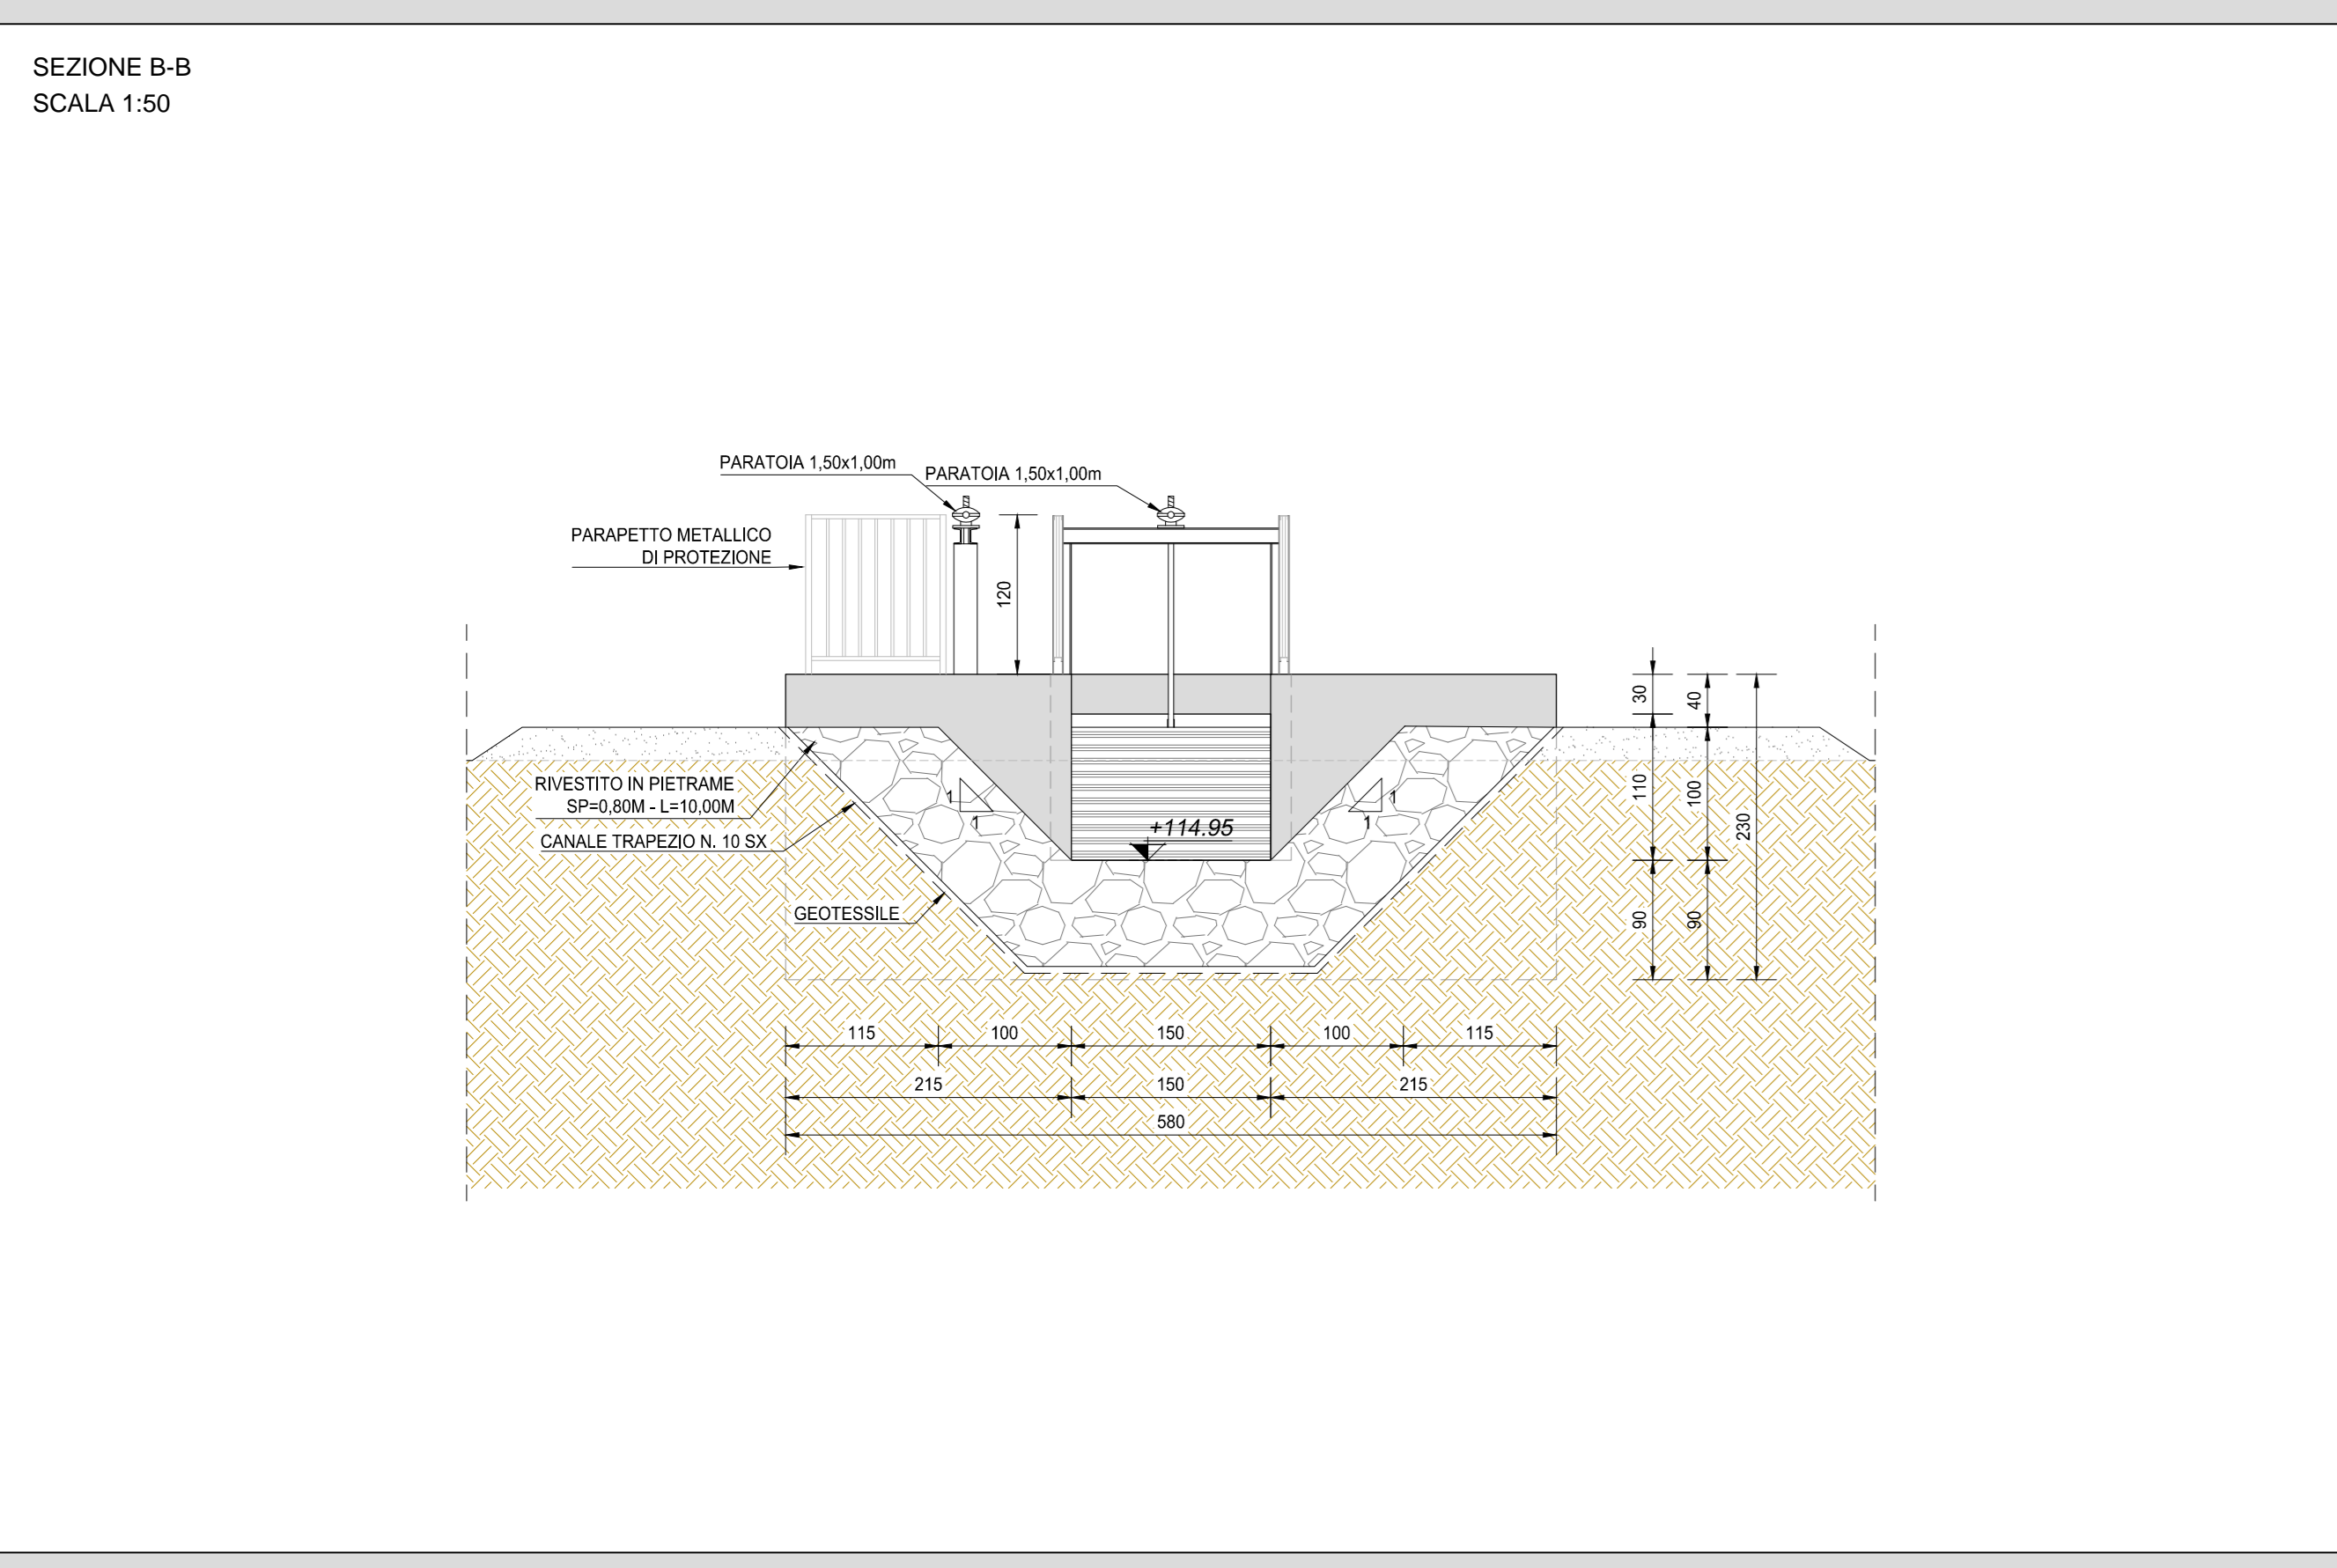 SEZIONE B-B
SCALA 1:50
PARATOIA 1,50x1,00m
PARATOIA 1,50x1,00m
PARAPETTO METALLICO
DI PROTEZIONE
120
30
40
110
100
230
90
90
RIVESTITO IN PIETRAME
SP=0,80M - L=10,00M
CANALE TRAPEZIO N. 10 SX
GEOTESSILE
1
1
1
1
+114.95
115
100
150
100
115
215
150
215
580